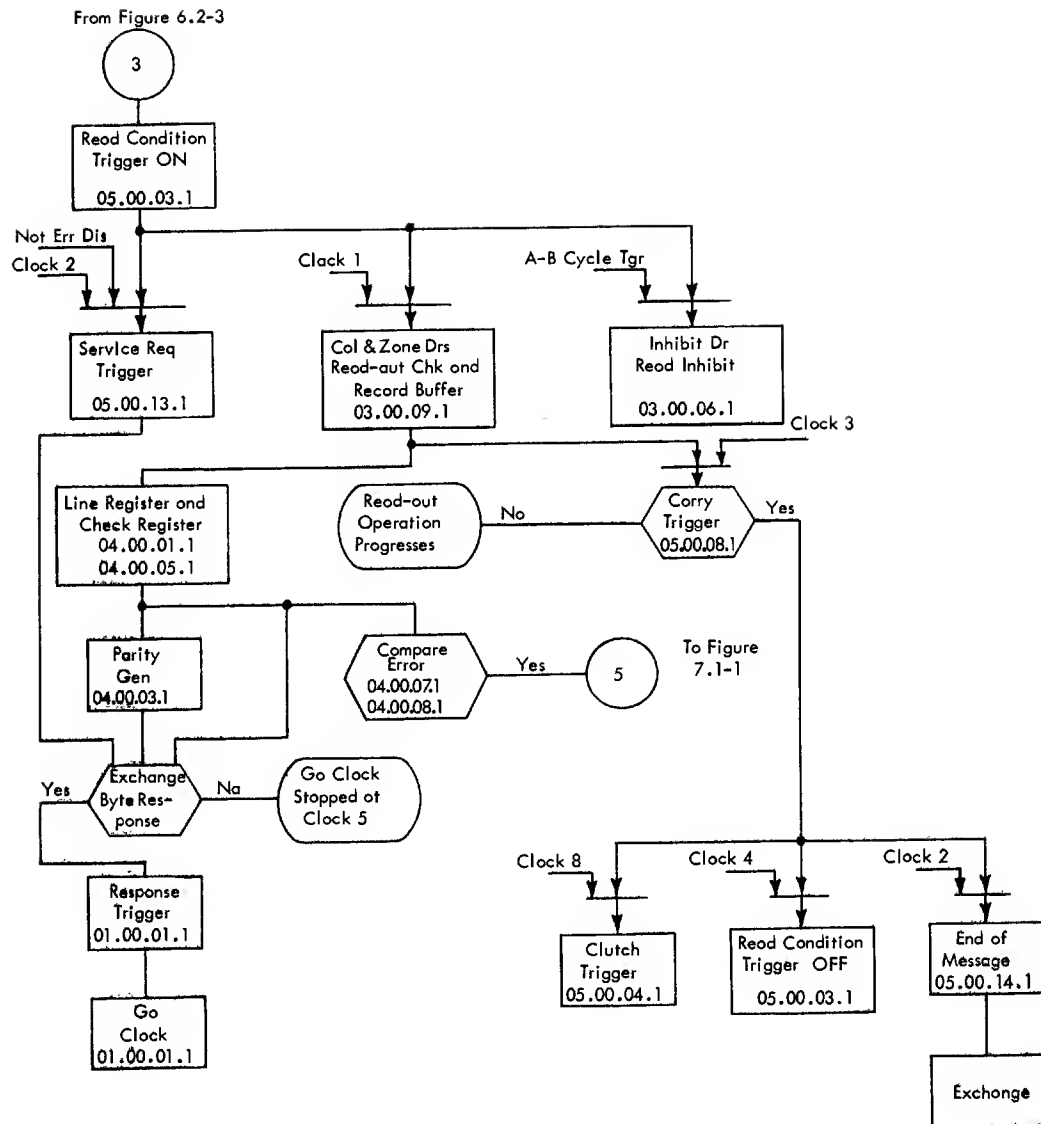 From Figure 6.2-3
3
Reod Condition
Trigger ON
05.00.03.1
Not Err Dis
Clock 2
Clack 1
A-B Cycle Tgr
Service Req
Trigger
05.00.13.1
Col & Zone Drs
Reod-aut Chk and
Record Buffer
03.00.09.1
Inhibit Dr
Reod Inhibit
03.00.06.1
Clock 3
Line Register ond
Check Register
04.00.01.1
04.00.05.1
Reod-out
Operation
Progresses
No
Corry
Trigger
05.00.08.1
Yes
Parity
Gen
04.00.03.1
Compare
Error
04.00.07.1
04.00.08.1
Yes
5
To Figure
7.1-1
Yes
Exchange
Byte Res-
ponse
Na
Go Clock
Stopped ot
Clock 5
Response
Trigger
01.00.01.1
Go
Clock
01.00.01.1
Clock 8
Clock 4
Clock 2
Clutch
Trigger
05.00.04.1
Reod Condition
Trigger OFF
05.00.03.1
End of
Message
05.00.14.1
Exchonge